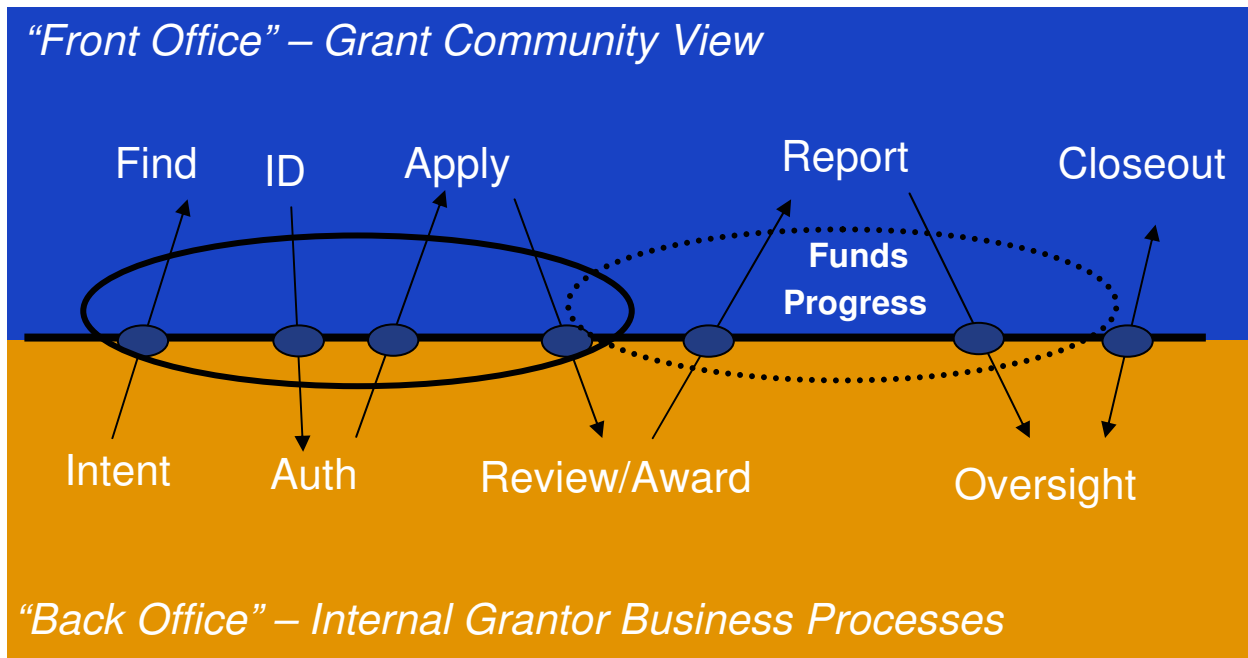 “Front Office” – Grant Community View
Find
ID
Apply
Report
Closeout
Funds
Progress
Intent
Auth
Review/Award
Oversight
“Back Office” – Internal Grantor Business Processes